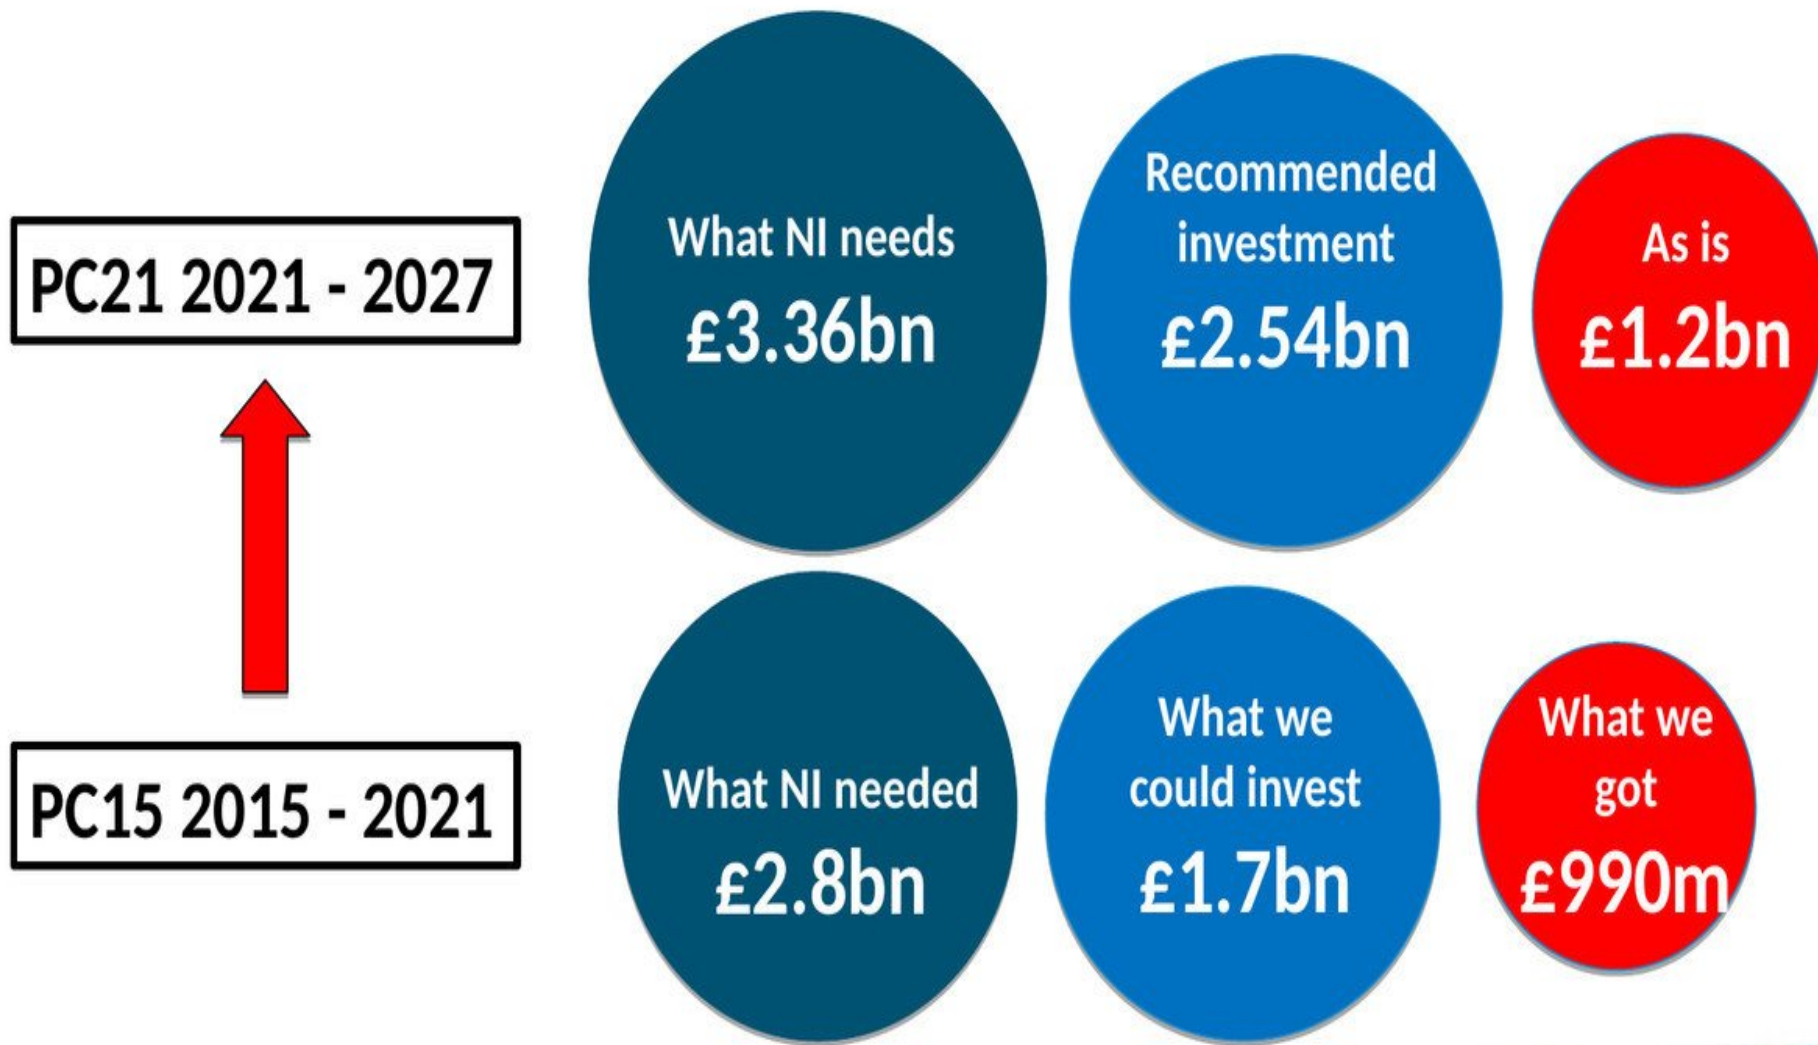 PC21 2021 - 2027
What NI needs
£3.36bn
Recommended
investment
£2.54bn
As is
£1.2bn
PC15 2015 - 2021
What NI needed
£2.8bn
What we
could invest
£1.7bn
What we
got
£990m